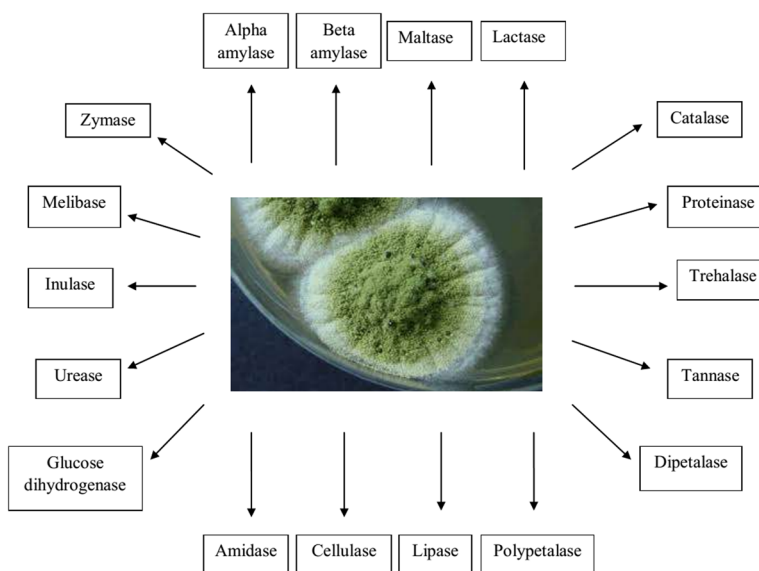 Alpha
amylase
Beta
amylase
Maltase
Lactase
Zymase
Catalase
Melibase
Proteinase
Inulase
Trehalase
Urease
Tannase
Glucose
dihydrogenase
Dipetalase
Amidase
Cellulase
Lipase
Polypetalase